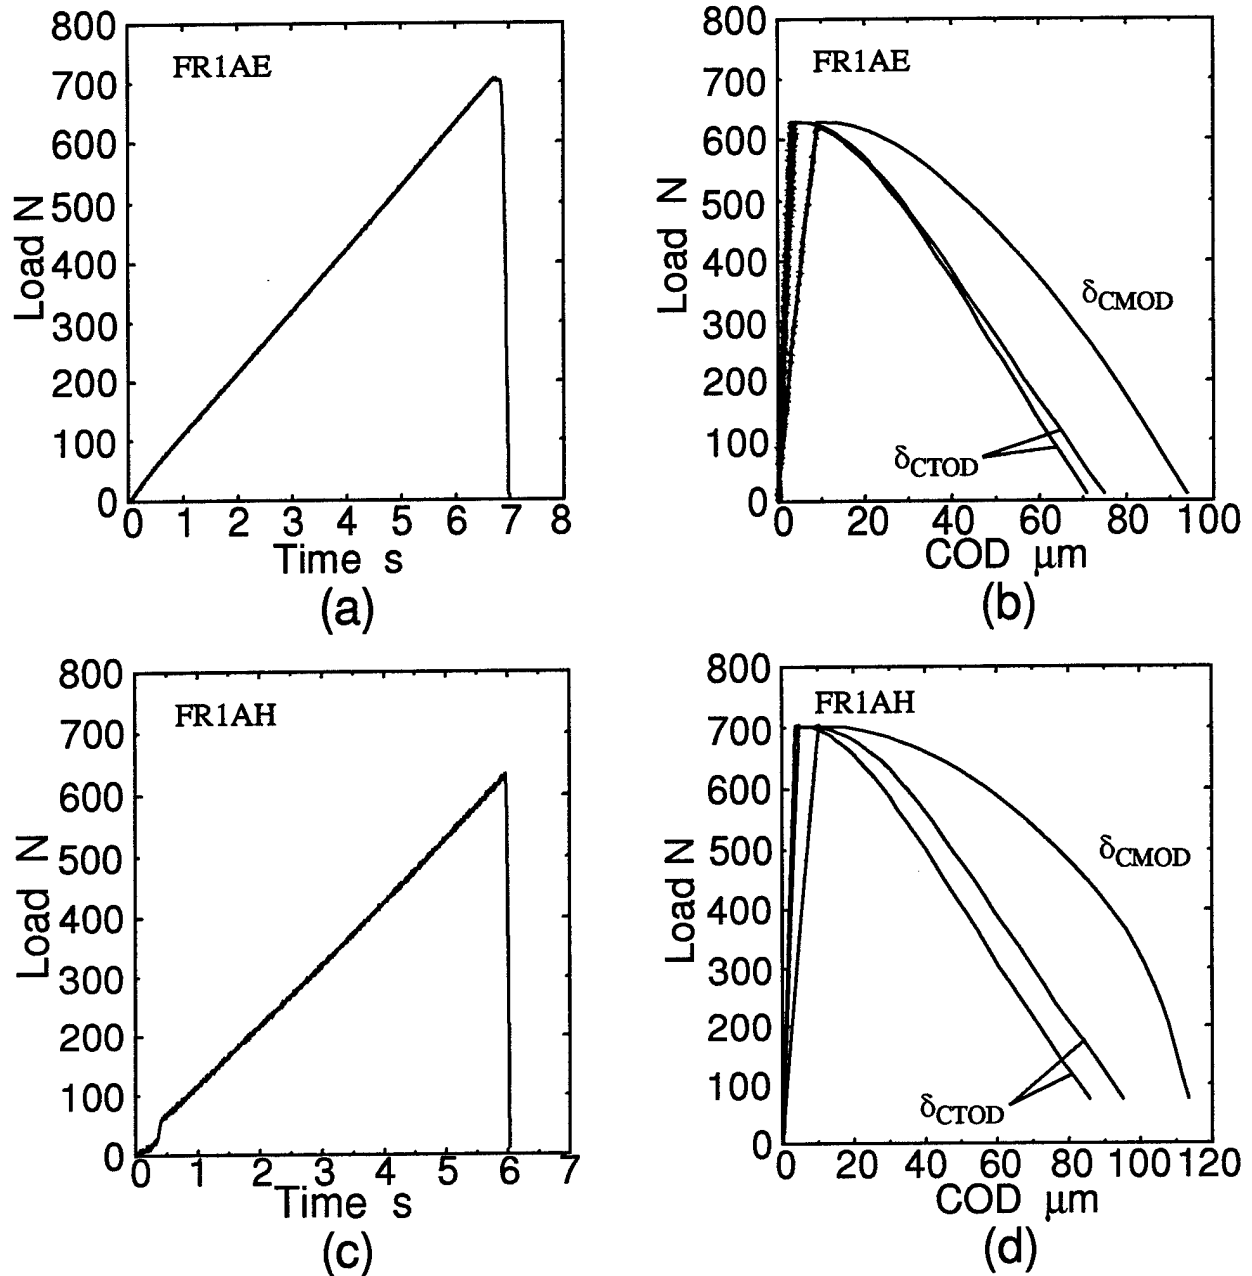 800
700
600
500
400
300
200
100
0
Load N
FR1AE
0 1 2 3 4 5 6 7 8
Time s
(a)
800
700
600
500
400
300
200
100
0
Load N
FR1AE
δCMOD
δCTOD
0 20 40 60 80 100
COD μm
(b)
800
700
600
500
400
300
200
100
0
Load N
FR1AH
0 1 2 3 4 5 6 7
Time s
(c)
800
700
600
500
400
300
200
100
0
Load N
FR1AH
δCMOD
δCTOD
0 20 40 60 80 100 120
COD μm
(d)